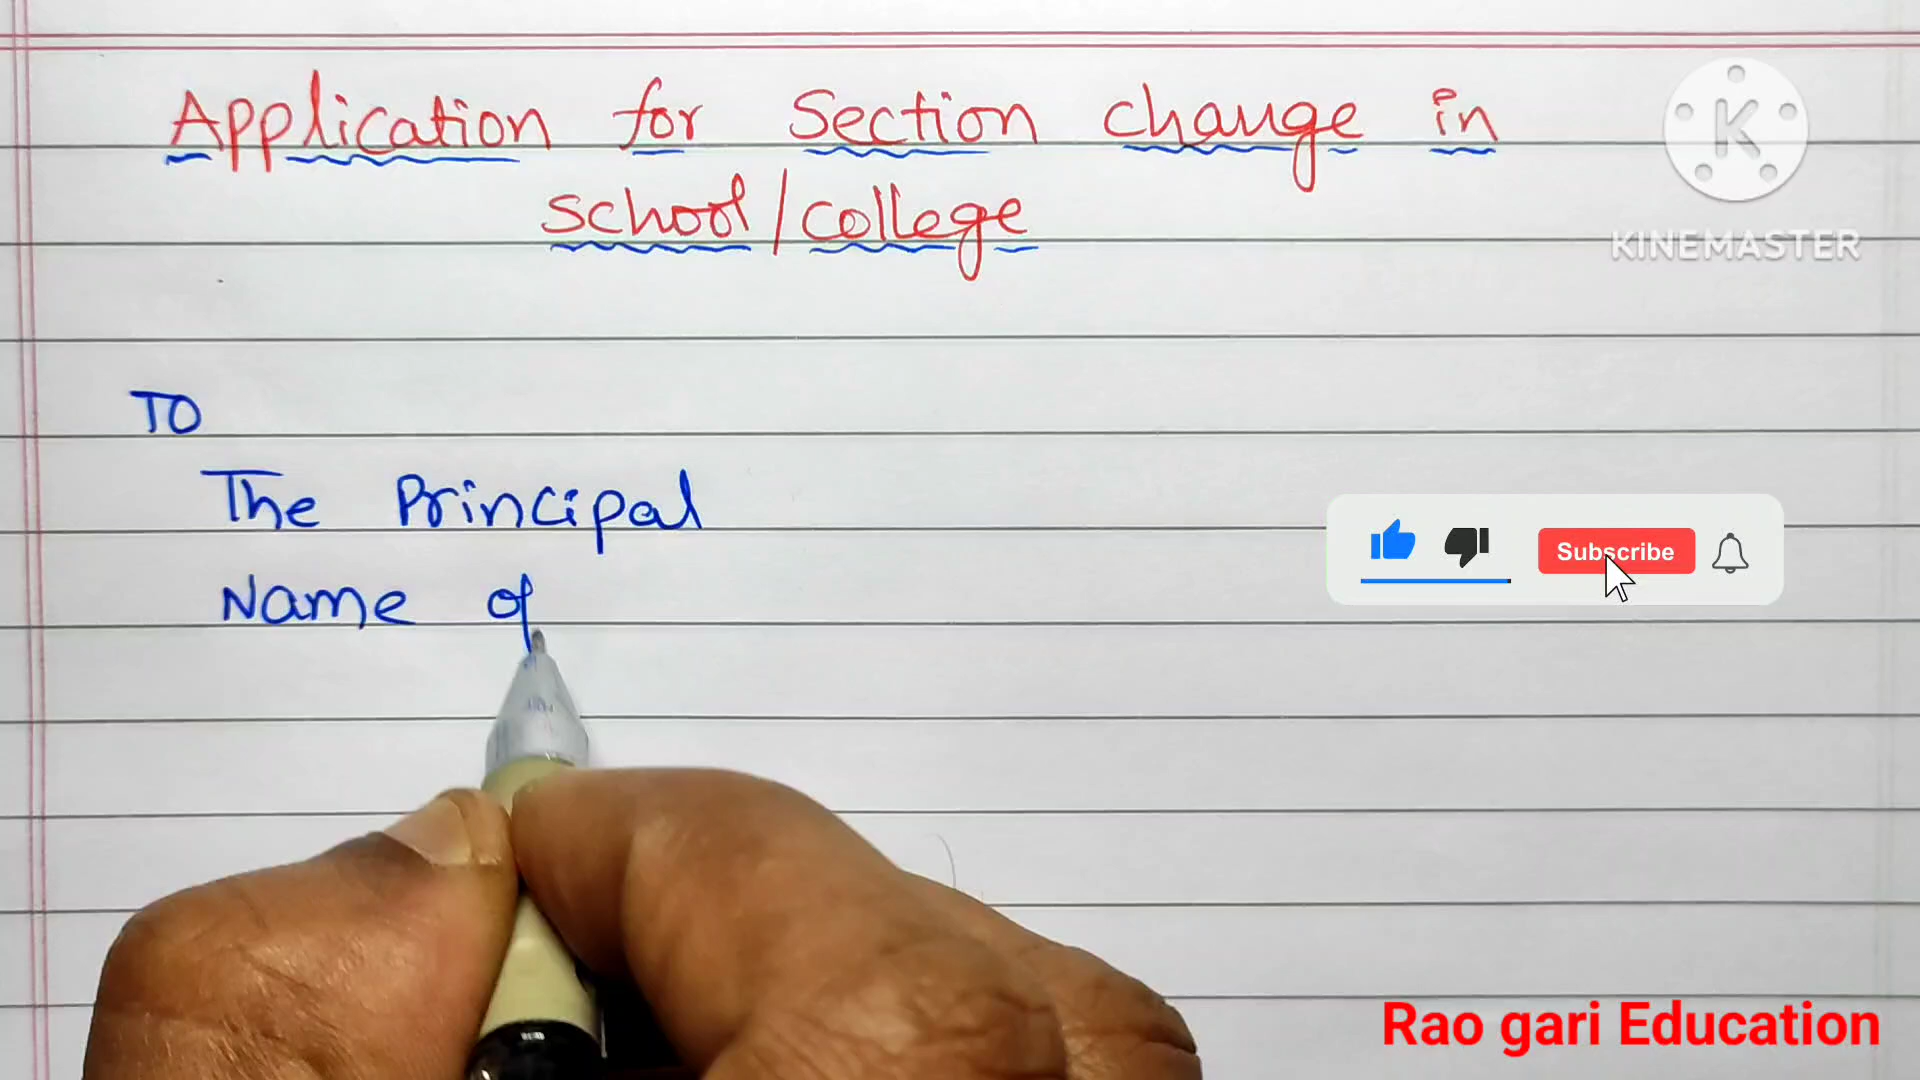 Application for Section change in
school/college
KINEMASTER
TO
The Principal
Name of
Subscribe
Rao gari Education